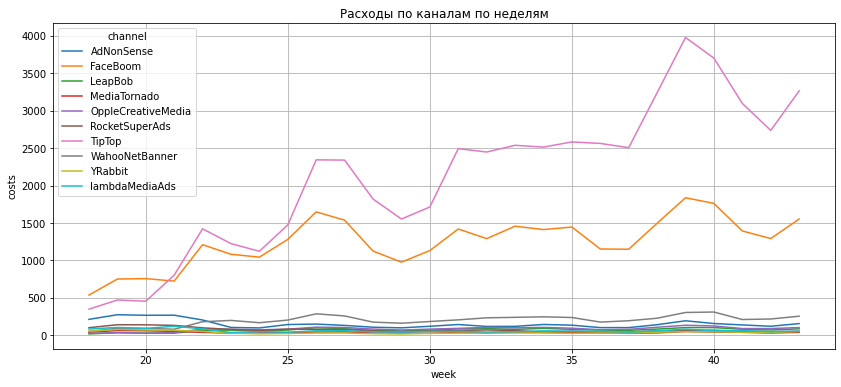 Расходы по каналам по неделям
channel
AdNonSense
FaceBoom
LeapBob
MediaTornado
OppleCreativeMedia
RocketSuperAds
TipTop
WahooNetBanner
YRabbit
lambdaMediaAds
costs
4000
3500
3000
2500
2000
1500
1000
500
0
20 25 30 35 40
week